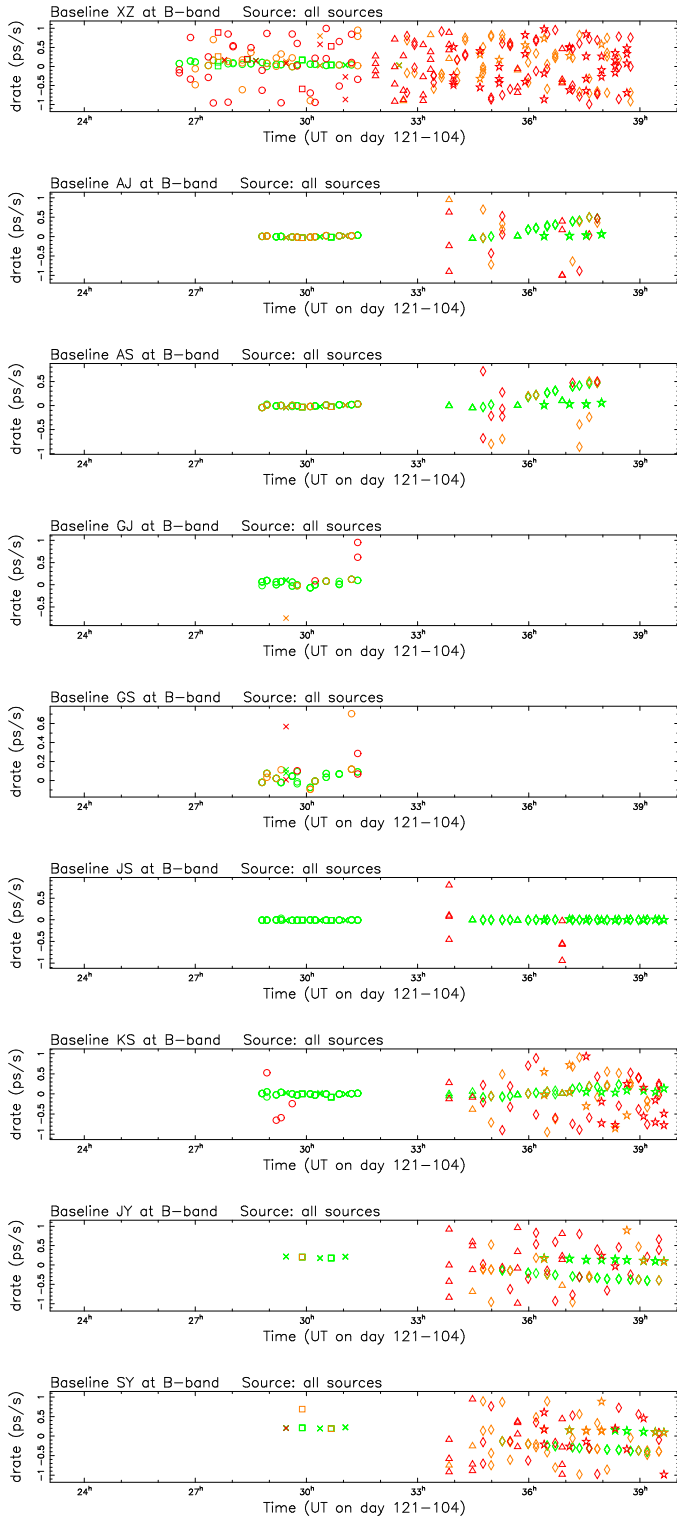 Baseline XZ at B-band Source: all sources
drate (ps/s)
−1 −0.5 0 0.5 1
24h 27h 30h 33h 36h 39h
Time (UT on day 121−104)
Baseline AJ at B-band Source: all sources
drate (ps/s)
−1 −0.5 0 0.5 1
24h 27h 30h 33h 36h 39h
Time (UT on day 121−104)
Baseline AS at B-band Source: all sources
drate (ps/s)
−1 −0.5 0 0.5
24h 27h 30h 33h 36h 39h
Time (UT on day 121−104)
Baseline GJ at B-band Source: all sources
drate (ps/s)
−0.5 0 0.5 1
24h 27h 30h 33h 36h 39h
Time (UT on day 121−104)
Baseline GS at B-band Source: all sources
drate (ps/s)
0 0.2 0.4 0.6
24h 27h 30h 33h 36h 39h
Time (UT on day 121−104)
Baseline JS at B-band Source: all sources
drate (ps/s)
−1 −0.5 0 0.5
24h 27h 30h 33h 36h 39h
Time (UT on day 121−104)
Baseline KS at B-band Source: all sources
drate (ps/s)
−1 −0.5 0 0.5 1
24h 27h 30h 33h 36h 39h
Time (UT on day 121−104)
Baseline JY at B-band Source: all sources
drate (ps/s)
−1 −0.5 0 0.5 1
24h 27h 30h 33h 36h 39h
Time (UT on day 121−104)
Baseline SY at B-band Source: all sources
drate (ps/s)
−1 −0.5 0 0.5 1
24h 27h 30h 33h 36h 39h
Time (UT on day 121−104)